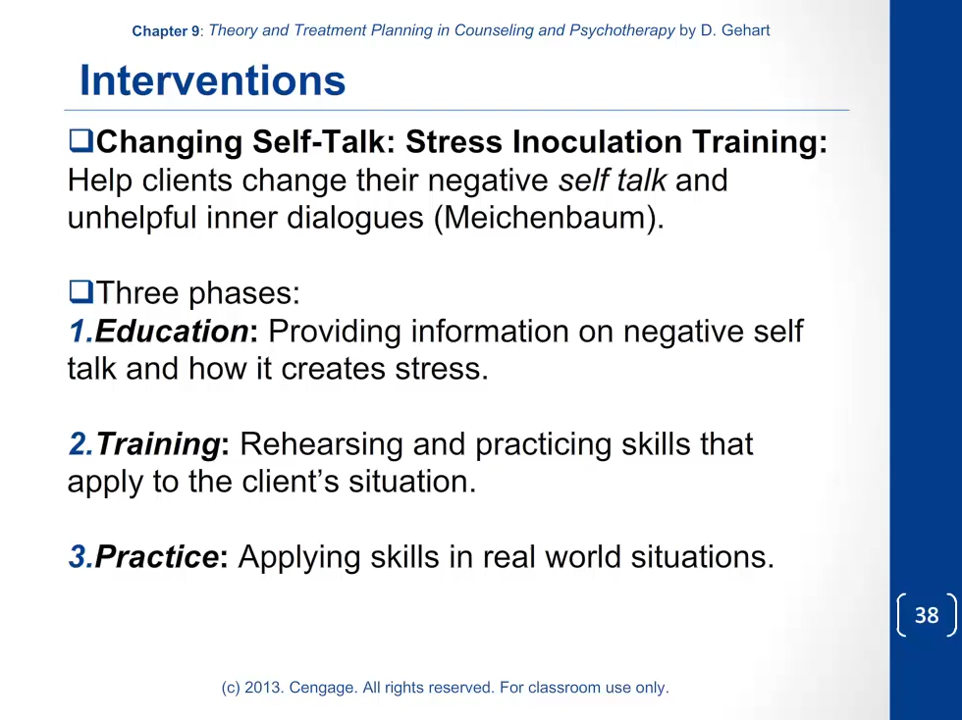 Chapter 9: Theory and Treatment Planning in Counseling and Psychotherapy by D. Gehart
Interventions
❑Changing Self-Talk: Stress Inoculation Training:
Help clients change their negative self talk and
unhelpful inner dialogues (Meichenbaum).
❑Three phases:
1.Education: Providing information on negative self
talk and how it creates stress.
2.Training: Rehearsing and practicing skills that
apply to the client’s situation.
3.Practice: Applying skills in real world situations.
38
(c) 2013. Cengage. All rights reserved. For classroom use only.